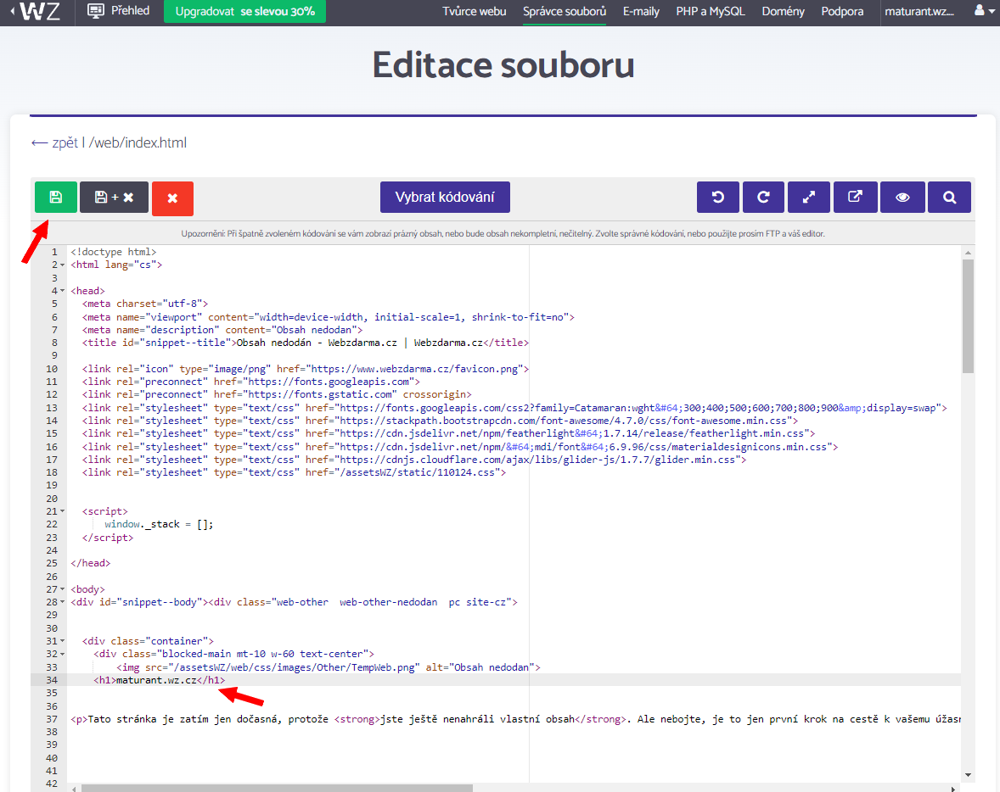 WZ Přehled Upgradovat se slevou 30% Tvůrce webu Správce souborů E-maily PHP a MySQL Domény Podpora maturant.wz....
Editace souboru
⟵ zpět | /web/index.html
+ Vybrat kódování
Upozornění: Při špatně zvoleném kódování se vám zobrazí prázný obsah, nebo bude obsah nekompletní, nečitelný. Zvolte správné kódování, nebo použijte prosím FTP a váš editor.
1 <!doctype html>
2 <html lang="cs">
3
4 <head>
5 <meta charset="utf-8">
6 <meta name="viewport" content="width=device-width, initial-scale=1, shrink-to-fit=no">
7 <meta name="description" content="Obsah nedodan">
8 <title id="snippet--title">Obsah nedodán - Webzdarma.cz | Webzdarma.cz</title>
9
10 <link rel="icon" type="image/png" href="https://www.webzdarma.cz/favicon.png">
11 <link rel="preconnect" href="https://fonts.googleapis.com">
12 <link rel="preconnect" href="https://fonts.gstatic.com" crossorigin>
13 <link rel="stylesheet" type="text/css" href="https://fonts.googleapis.com/css2?family=Catamaran:wght&#64;300;400;500;600;700;800;900&amp;display=swap">
14 <link rel="stylesheet" type="text/css" href="https://stackpath.bootstrapcdn.com/font-awesome/4.7.0/css/font-awesome.min.css">
15 <link rel="stylesheet" type="text/css" href="https://cdn.jsdelivr.net/npm/featherlight&#64;1.7.14/release/featherlight.min.css">
16 <link rel="stylesheet" type="text/css" href="https://cdn.jsdelivr.net/npm/&#64;mdi/font&#64;6.9.96/css/materialdesignicons.min.css">
17 <link rel="stylesheet" type="text/css" href="https://cdnjs.cloudflare.com/ajax/libs/glider-js/1.7.7/glider.min.css">
18 <link rel="stylesheet" type="text/css" href="/assetsWZ/static/110124.css">
19
20
21 <script>
22 window._stack = [];
23 </script>
24
25 </head>
26
27 <body>
28 <div id="snippet--body"><div class="web-other web-other-nedodan pc site-cz">
29
30
31 <div class="container">
32 <div class="blocked-main mt-10 w-60 text-center">
33 <img src="/assetsWZ/web/css/images/Other/TempWeb.png" alt="Obsah nedodan">
34 <h1>maturant.wz.cz</h1>
35
36
37 <p>Tato stránka je zatím jen dočasná, protože <strong>jste ještě nenahráli vlastní obsah</strong>. Ale nebojte, je to jen první krok na cestě k vašemu
38
39
40
41
42